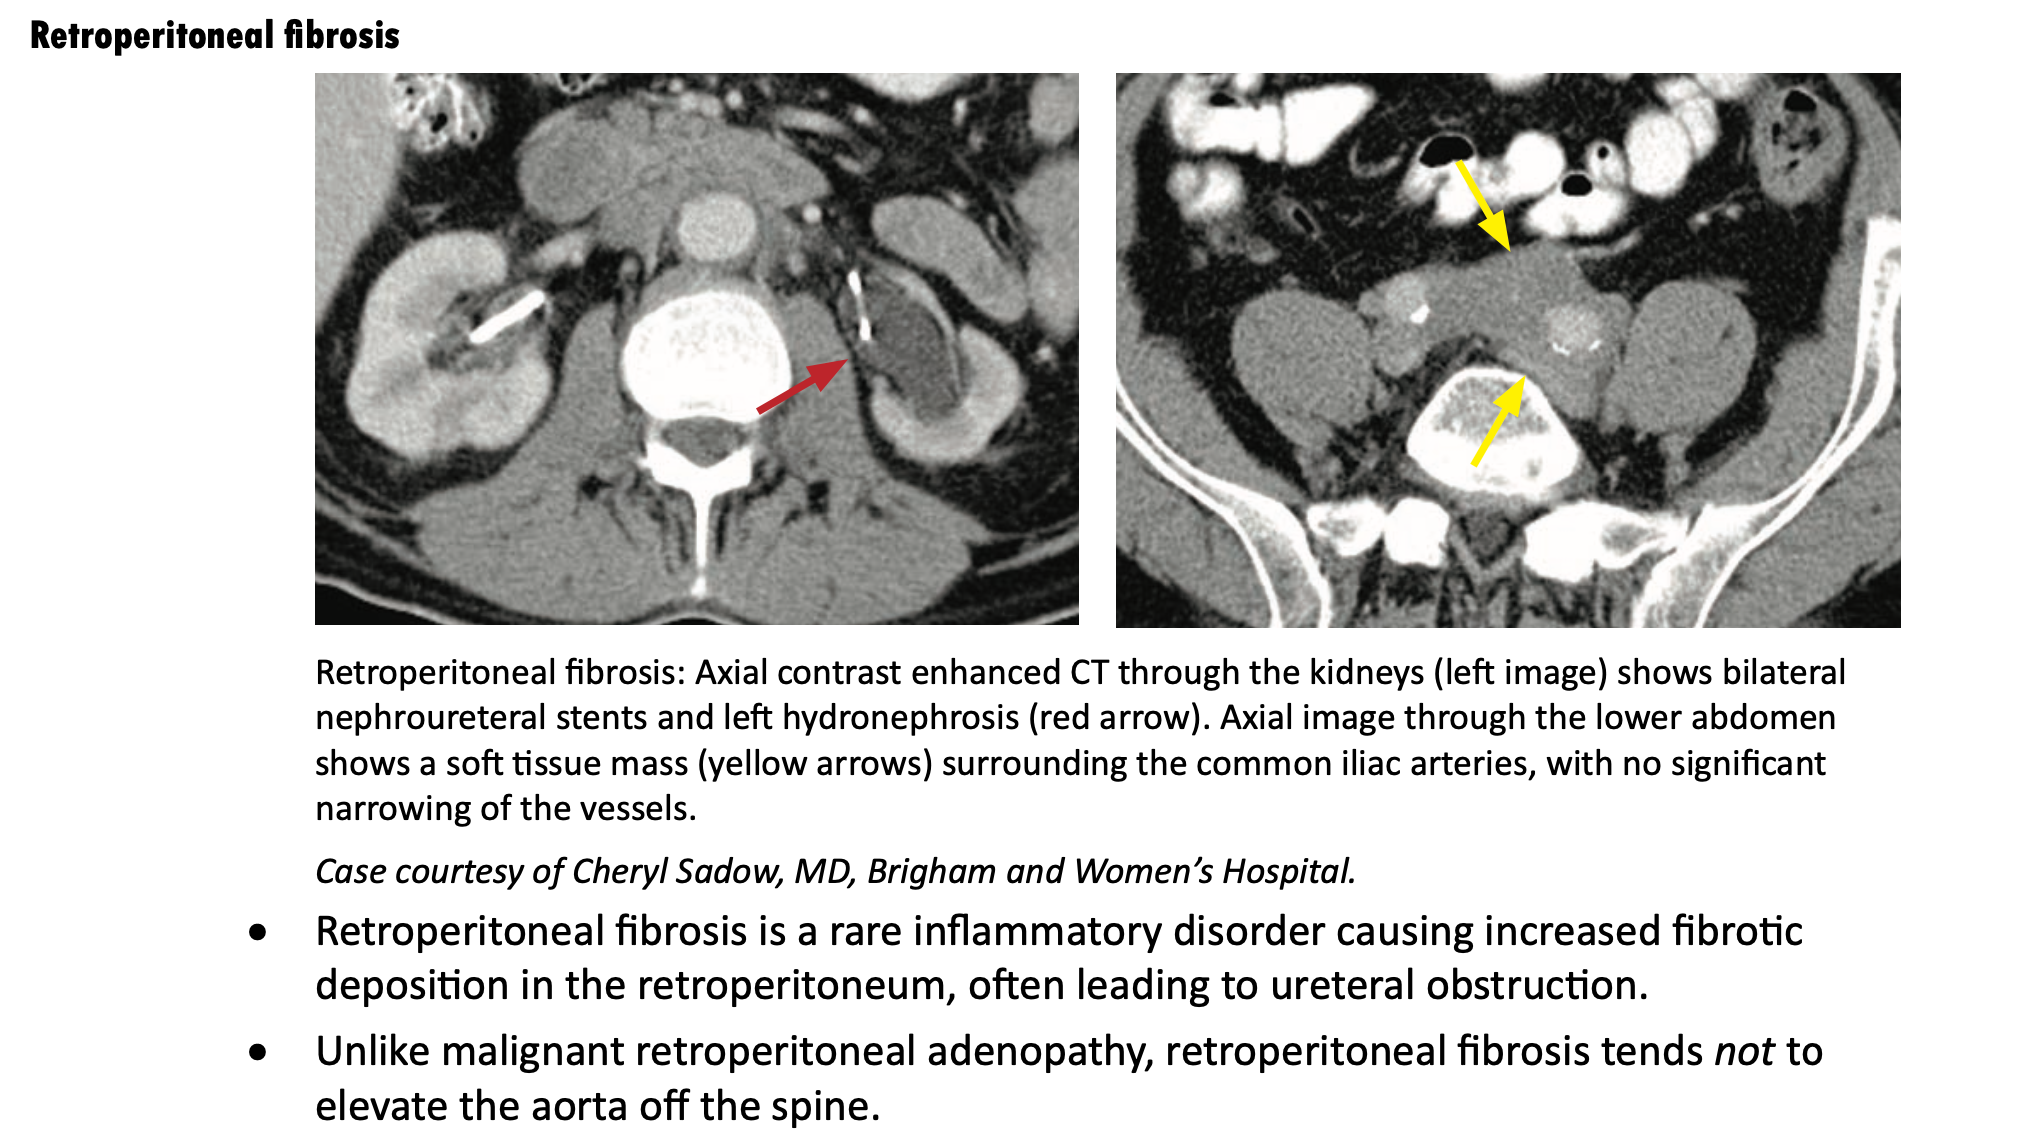 Retroperitoneal fibrosis
Retroperitoneal fibrosis: Axial contrast enhanced CT through the kidneys (left image) shows bilateral
nephroureteral stents and left hydronephrosis (red arrow). Axial image through the lower abdomen
shows a soft tissue mass (yellow arrows) surrounding the common iliac arteries, with no significant
narrowing of the vessels.
Case courtesy of Cheryl Sadow, MD, Brigham and Women’s Hospital.
• Retroperitoneal fibrosis is a rare inflammatory disorder causing increased fibrotic
deposition in the retroperitoneum, often leading to ureteral obstruction.
• Unlike malignant retroperitoneal adenopathy, retroperitoneal fibrosis tends not to
elevate the aorta off the spine.